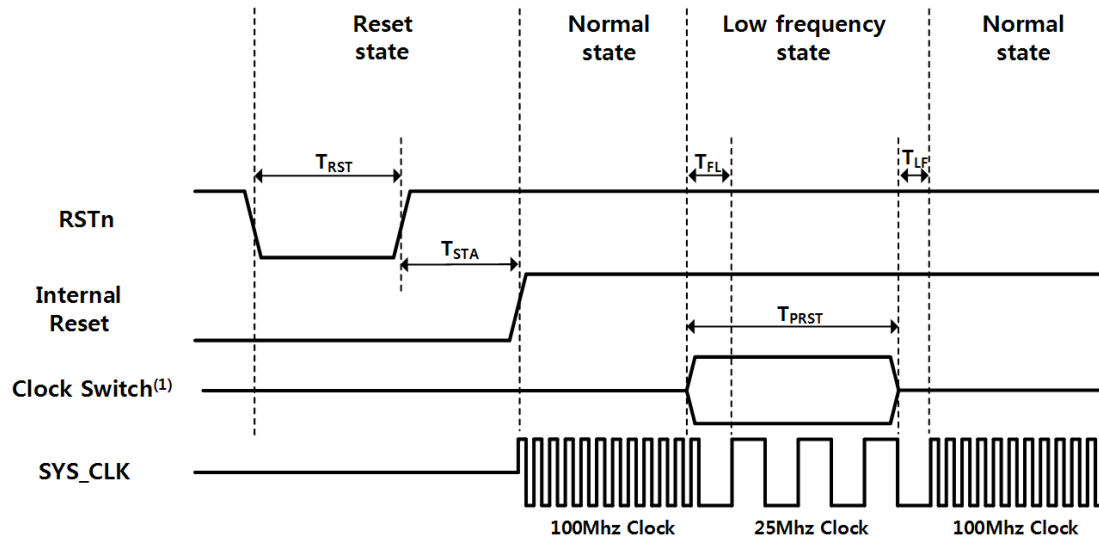 Reset
state
Normal
state
Low frequency
state
Normal
state
TRST
TFL
TLF
RSTn
TSTA
Internal
Reset
TPRST
Clock Switch(1)
SYS_CLK
100Mhz Clock
25Mhz Clock
100Mhz Clock